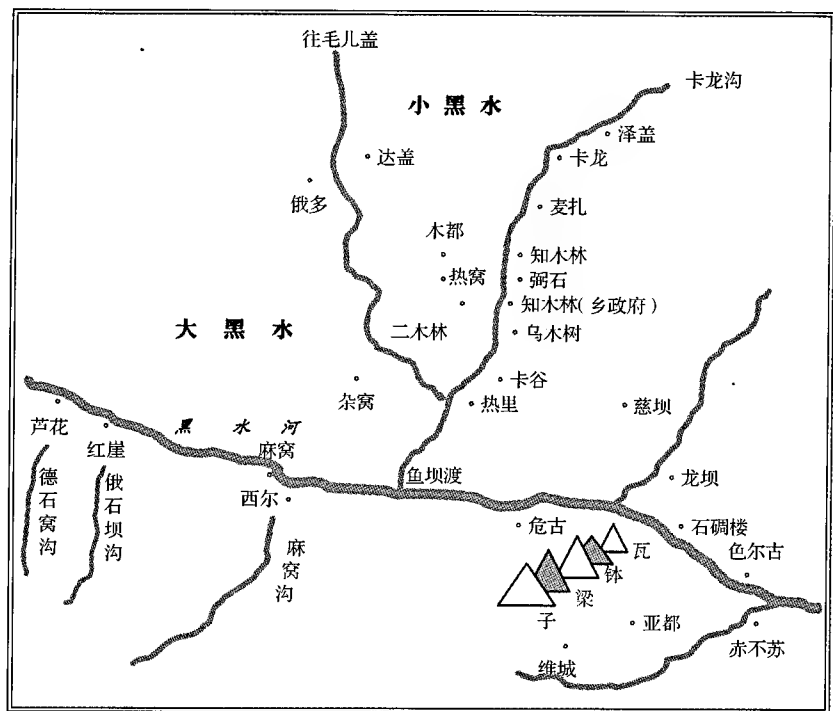 往毛儿盖
卡龙沟
小黑水
泽盖
达盖
卡龙
俄多
麦扎
木都
知木林
热窝
弼石
知木林(乡政府)
大黑水
二木林
乌木树
杂窝
卡谷
热里
慈坝
芦花
黑水河
红崖
麻窝
鱼坝渡
龙坝
德石窝沟
俄石坝沟
西尔
危古
石碉楼
瓦钵梁子
色尔古
麻窝沟
亚都
赤不苏
维城